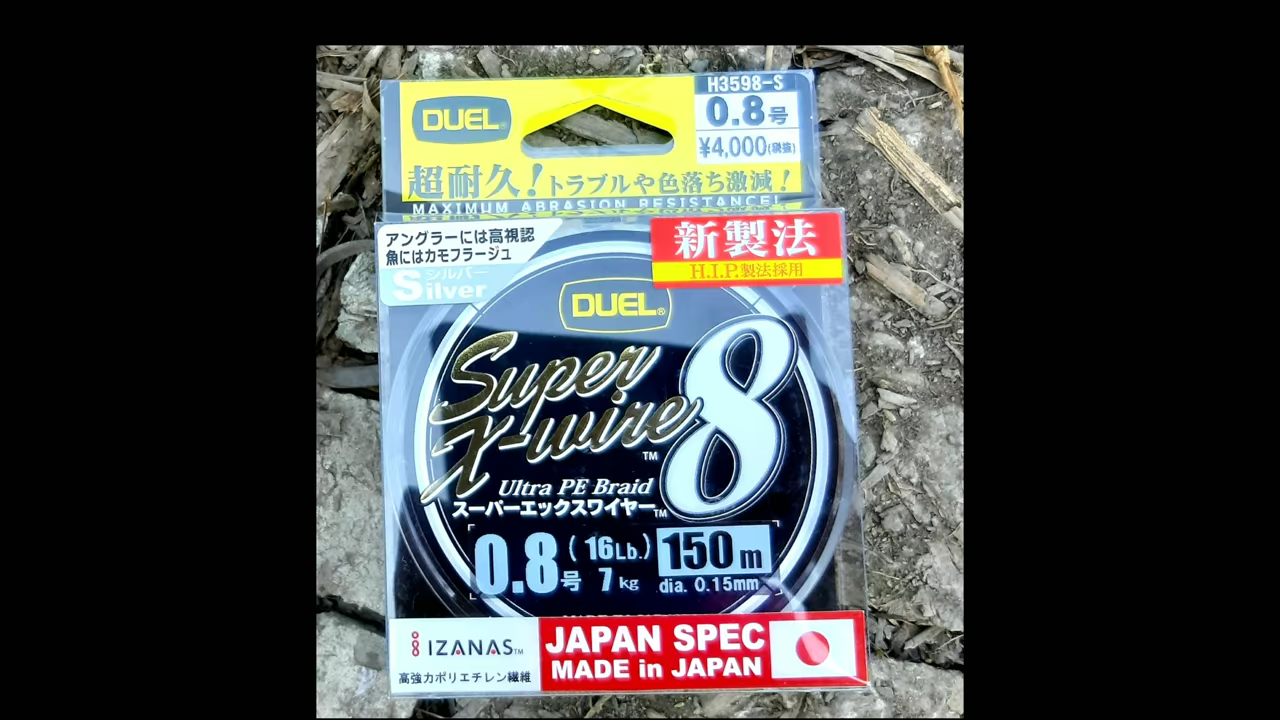 H3598-S
DUEL®
0.8号
¥4,000(税抜)
超耐久!トラブルや色落ち激減!
MAXIMUM ABRASION RESISTANCE!
アングラーには高視認
魚にはカモフラージュ
シルバー
Silver
新製法
H.I.P.製法採用
DUEL®
Super
X-wire 8
TM
Ultra PE Braid
スーパーエックスワイヤー™
0.8号 (16Lb.) 7kg 150m
dia. 0.15mm
IZANAS™
高強力ポリエチレン繊維
JAPAN SPEC
MADE in JAPAN